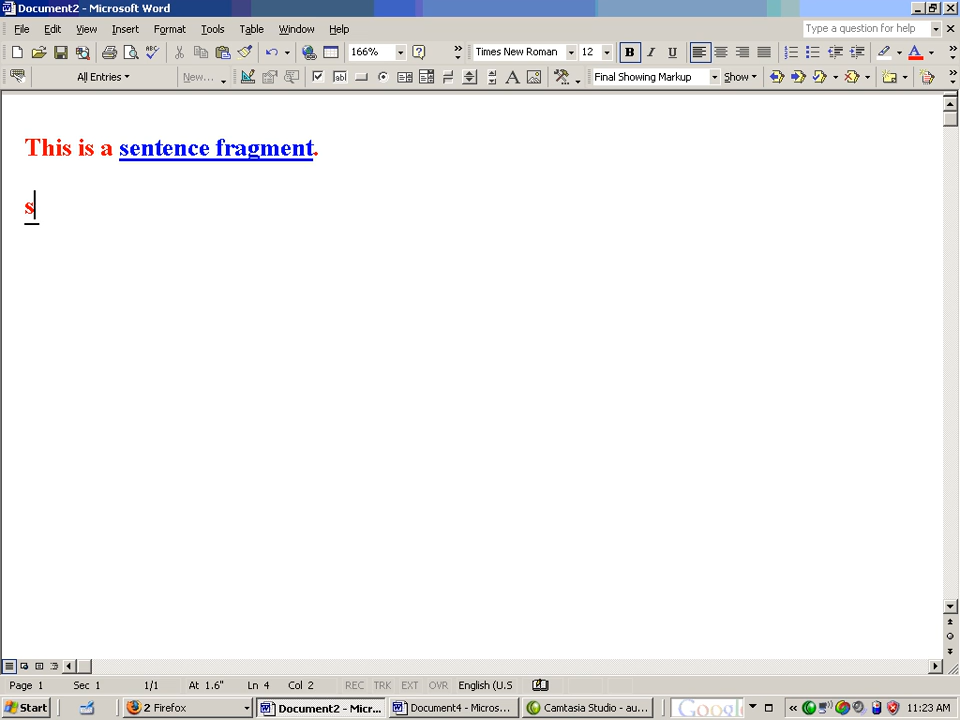 Document2 - Microsoft Word
File Edit View Insert Format Tools Table Window Help Type a question for help
166% Times New Roman 12 B I U
All Entries New... Final Showing Markup Show
This is a sentence fragment.
s
Page 1 Sec 1 1/1 At 1.6" Ln 4 Col 2 REC TRK EXT OVR English (U.S
Start 2 Firefox Document2 - Micr... Document4 - Micros... Camtasia Studio - au... Google « 11:23 AM